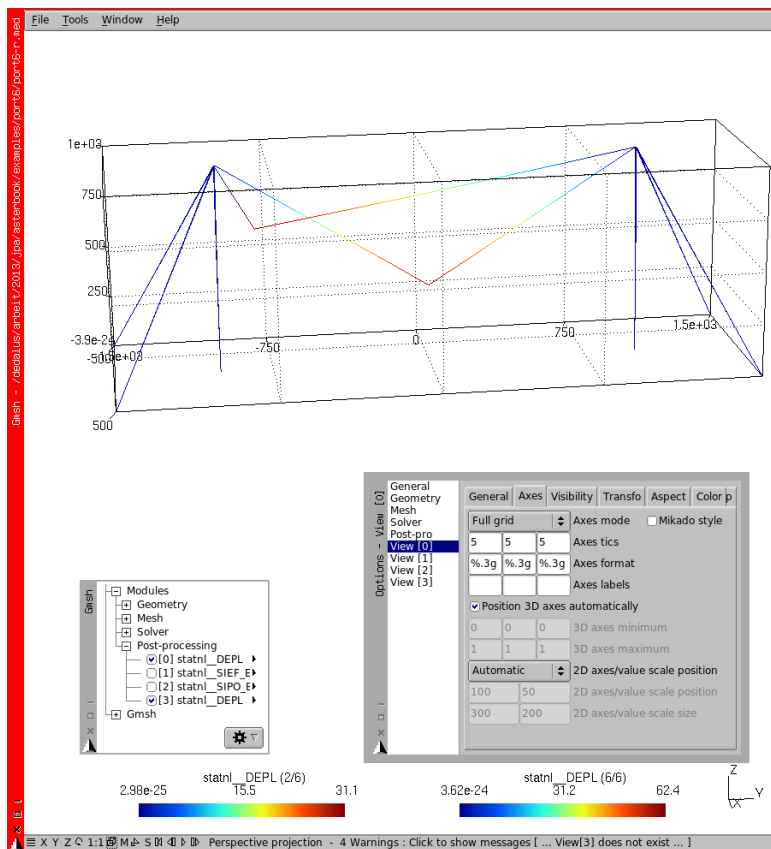 Gmsh - /dedalus/arbeit/2013/jpa/asterbook/examples/port6/port6-r.med
File Tools Window Help
1e+03
750
500
250
-3.9e-24
-500
-1.5e+03
-750
0
750
1.5e+03
500
Options - View [0]
General
Geometry
Mesh
Solver
Post-pro
View [0]
View [1]
View [2]
View [3]
General Axes Visibility Transfo Aspect Color
Full grid Axes mode Mikado style
5 5 5 Axes tics
%.3g %.3g %.3g Axes format
Axes labels
Position 3D axes automatically
0 0 0 3D axes minimum
1 1 1 3D axes maximum
Automatic 2D axes/value scale position
100 50 2D axes/value scale position
300 200 2D axes/value scale size
Gmsh
Modules
Geometry
Mesh
Solver
Post-processing
[0] statnl__DEPL
[1] statnl__SIEF_E
[2] statnl__SIPO_E
[3] statnl__DEPL
Gmsh
statnl__DEPL (2/6)
2.98e-25 15.5 31.1
statnl__DEPL (6/6)
3.62e-24 31.2 62.4
Z
Y
X
X Y Z 1:1 S Perspective projection - 4 Warnings : Click to show messages [ ... View[3] does not exist ... ]